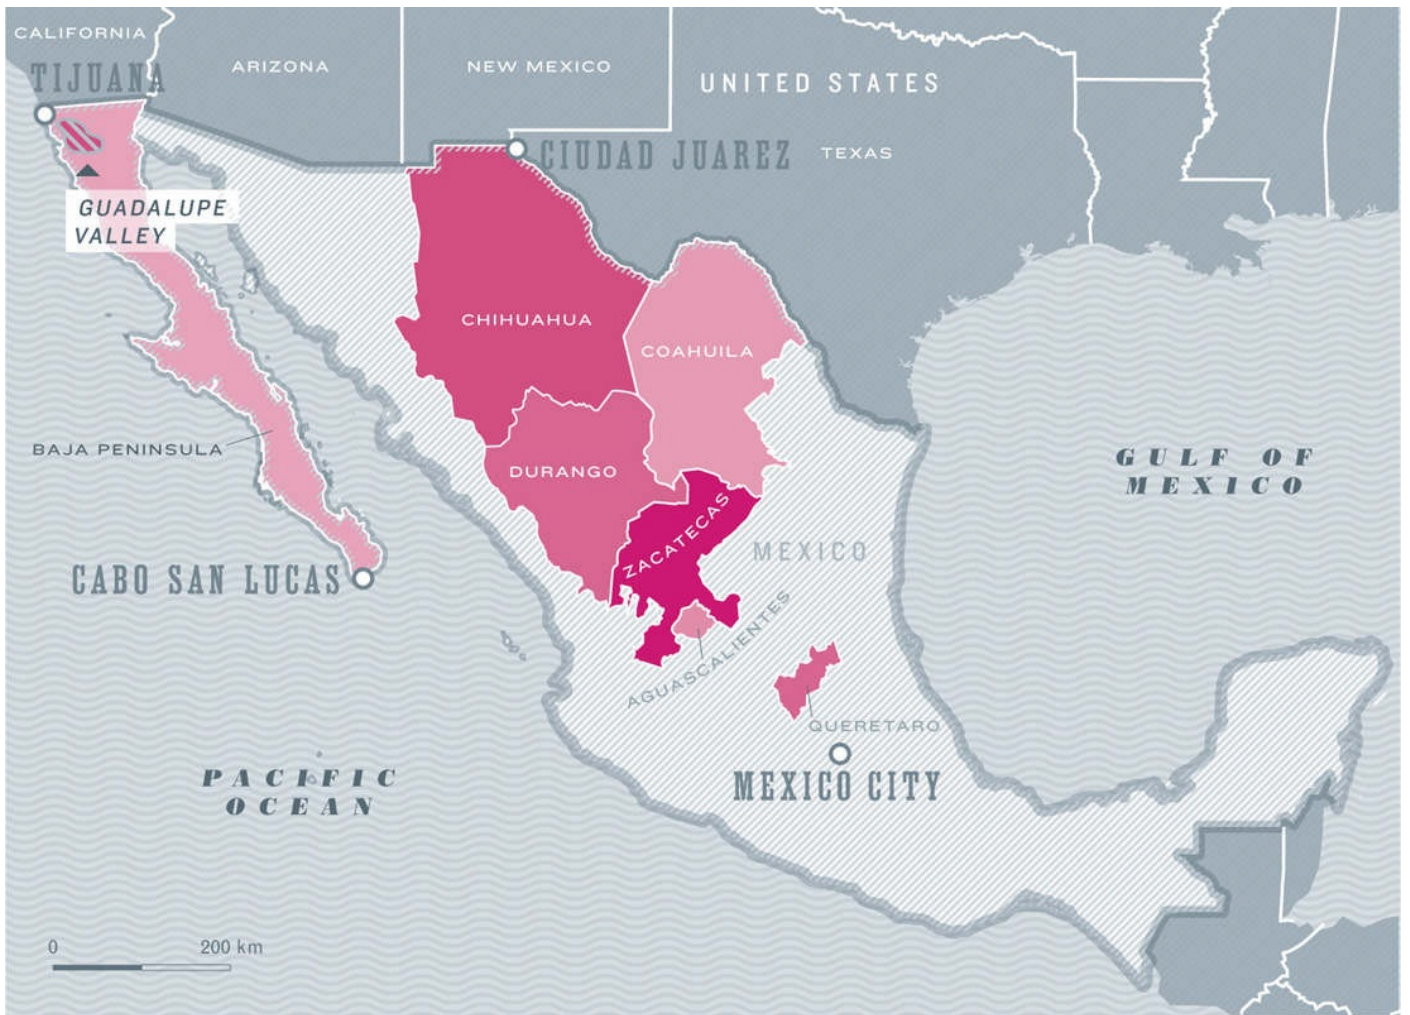 CALIFORNIA
TIJUANA
ARIZONA
NEW MEXICO
UNITED STATES
CIUDAD JUAREZ
TEXAS
GUADALUPE
VALLEY
CHIHUAHUA
COAHUILA
BAJA PENINSULA
DURANGO
GULF OF
MEXICO
ZACATECAS
MEXICO
CABO SAN LUCAS
AGUASCALIENTES
QUERETARO
PACIFIC
OCEAN
MEXICO CITY
0
200 km